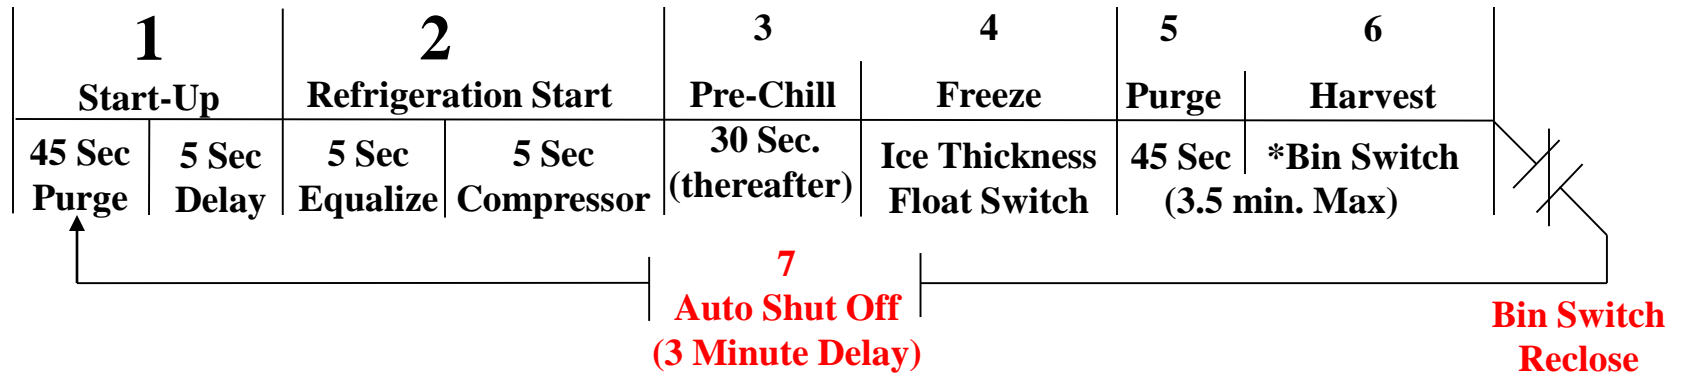 1 2 3 4 5 6
Start-Up Refrigeration Start Pre-Chill Freeze Purge Harvest
45 Sec 5 Sec 5 Sec 5 Sec 30 Sec. Ice Thickness 45 Sec *Bin Switch
Purge Delay Equalize Compressor (thereafter) Float Switch (3.5 min. Max)
7
Auto Shut Off
(3 Minute Delay)
Bin Switch
Reclose